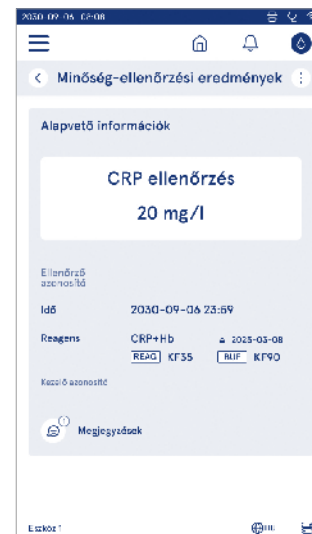 2030-09-06 02:08
Minőség-ellenőrzési eredmények
Alapvető információk
CRP ellenőrzés
20 mg/l
Ellenőrző azonosító
Idő 2030-09-06 23:59
Reagens CRP+Hb 2025-03-08
REAG KF35 BUF KF90
Kezelő azonosító
Megjegyzések
Eszköz 1